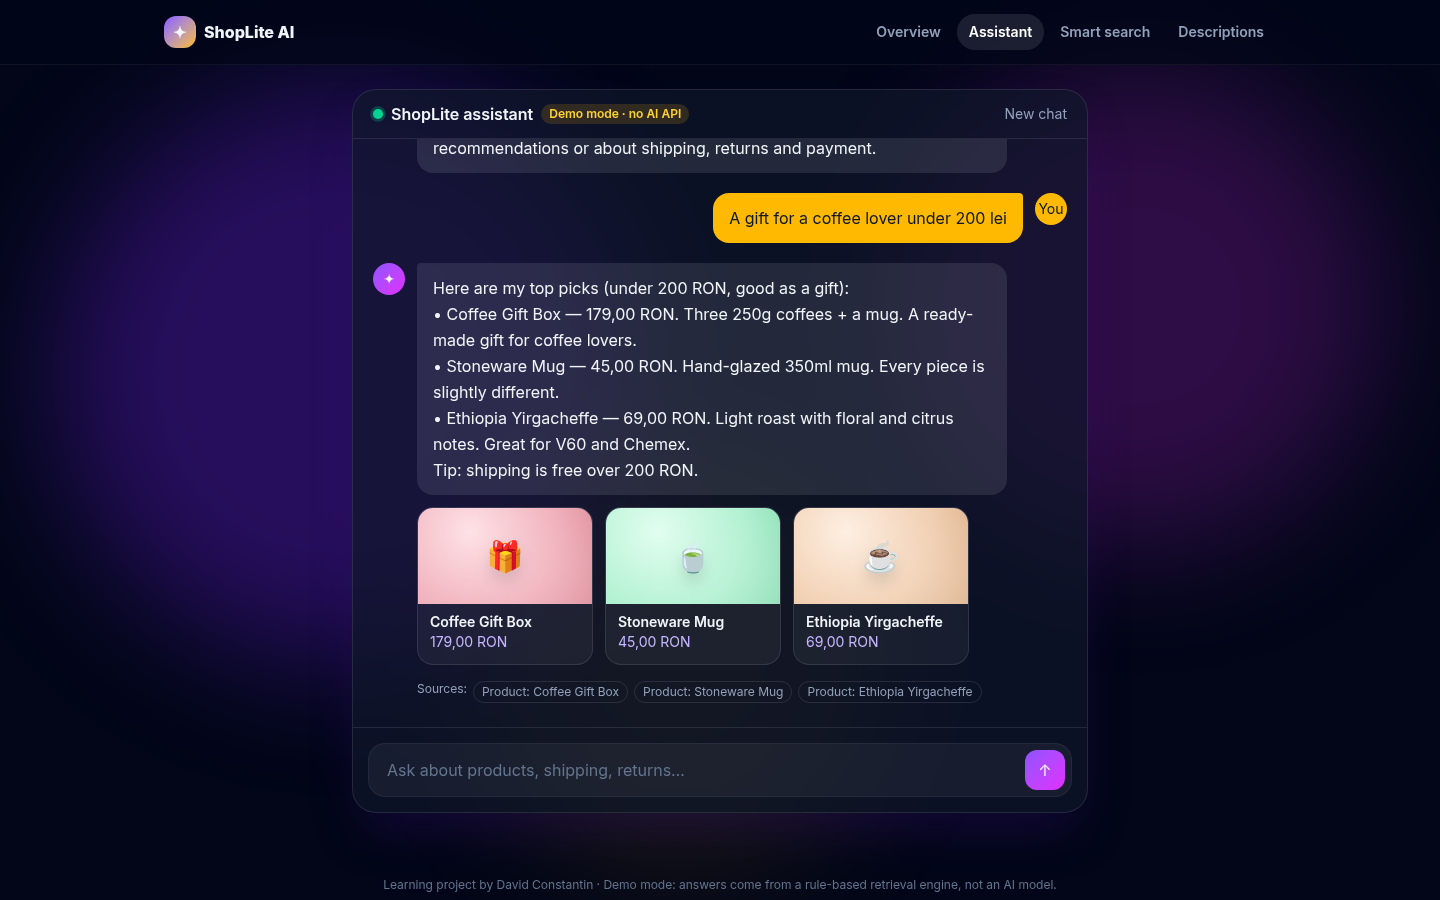 ShopLite AI
Overview
Assistant
Smart search
Descriptions
ShopLite assistant
Demo mode · no AI API
New chat
recommendations or about shipping, returns and payment.
A gift for a coffee lover under 200 lei
You
Here are my top picks (under 200 RON, good as a gift):
• Coffee Gift Box — 179,00 RON. Three 250g coffees + a mug. A ready-
made gift for coffee lovers.
• Stoneware Mug — 45,00 RON. Hand-glazed 350ml mug. Every piece is
slightly different.
• Ethiopia Yirgacheffe — 69,00 RON. Light roast with floral and citrus
notes. Great for V60 and Chemex.
Tip: shipping is free over 200 RON.
Coffee Gift Box
179,00 RON
Stoneware Mug
45,00 RON
Ethiopia Yirgacheffe
69,00 RON
Sources:
Product: Coffee Gift Box
Product: Stoneware Mug
Product: Ethiopia Yirgacheffe
Ask about products, shipping, returns...
Learning project by David Constantin · Demo mode: answers come from a rule-based retrieval engine, not an AI model.